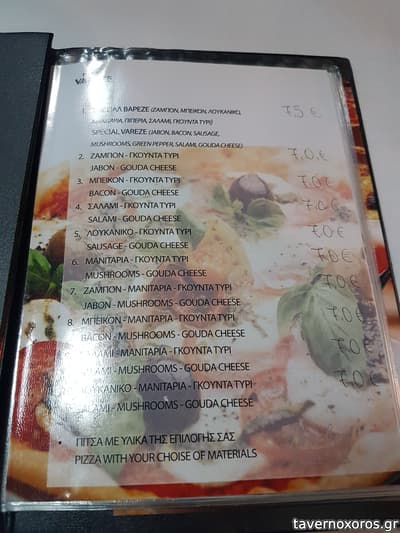 VAREZE
ΣΠΕΣΙΑΛ ΒΑΡΕΖΕ (ΖΑΜΠΟΝ, ΜΠΕΙΚΟΝ, ΛΟΥΚΑΝΙΚΟ, 7.5 €
ΜΑΝΙΤΑΡΙΑ, ΠΙΠΕΡΙΑ, ΣΑΛΑΜΙ, ΓΚΟΥΝΤΑ ΤΥΡΙ)
SPECIAL VAREZE (JABON, BACON, SAUSAGE,
MUSHROOMS, GREEN PEPPER, SALAMI, GOUDA CHEESE)
2. ΖΑΜΠΟΝ - ΓΚΟΥΝΤΑ ΤΥΡΙ 7.0 €
JABON - GOUDA CHEESE
3. ΜΠΕΙΚΟΝ - ΓΚΟΥΝΤΑ ΤΥΡΙ 7.0 €
BACON - GOUDA CHEESE
4. ΣΑΛΑΜΙ - ΓΚΟΥΝΤΑ ΤΥΡΙ 7.0 €
SALAMI - GOUDA CHEESE
5. ΛΟΥΚΑΝΙΚΟ - ΓΚΟΥΝΤΑ ΤΥΡΙ 7.0 €
SAUSAGE - GOUDA CHEESE
6. ΜΑΝΙΤΑΡΙΑ - ΓΚΟΥΝΤΑ ΤΥΡΙ 7.0 €
MUSHROOMS - GOUDA CHEESE
7. ΖΑΜΠΟΝ - ΜΑΝΙΤΑΡΙΑ - ΓΚΟΥΝΤΑ ΤΥΡΙ 7.0 €
JABON - MUSHROOMS - GOUDA CHEESE
8. ΜΠΕΙΚΟΝ - ΜΑΝΙΤΑΡΙΑ - ΓΚΟΥΝΤΑ ΤΥΡΙ 7.0 €
BACON - MUSHROOMS - GOUDA CHEESE
ΣΑΛΑΜΙ - ΜΑΝΙΤΑΡΙΑ - ΓΚΟΥΝΤΑ ΤΥΡΙ 7.0 €
SALAMI - MUSHROOMS - GOUDA CHEESE
ΛΟΥΚΑΝΙΚΟ - ΜΑΝΙΤΑΡΙΑ - ΓΚΟΥΝΤΑ ΤΥΡΙ 7.0 €
SALAMI - MUSHROOMS - GOUDA CHEESE
• ΠΙΤΣΑ ΜΕ ΥΛΙΚΑ ΤΗΣ ΕΠΙΛΟΓΗΣ ΣΑΣ
PIZZA WITH YOUR CHOISE OF MATERIALS
tavernoxoros.gr